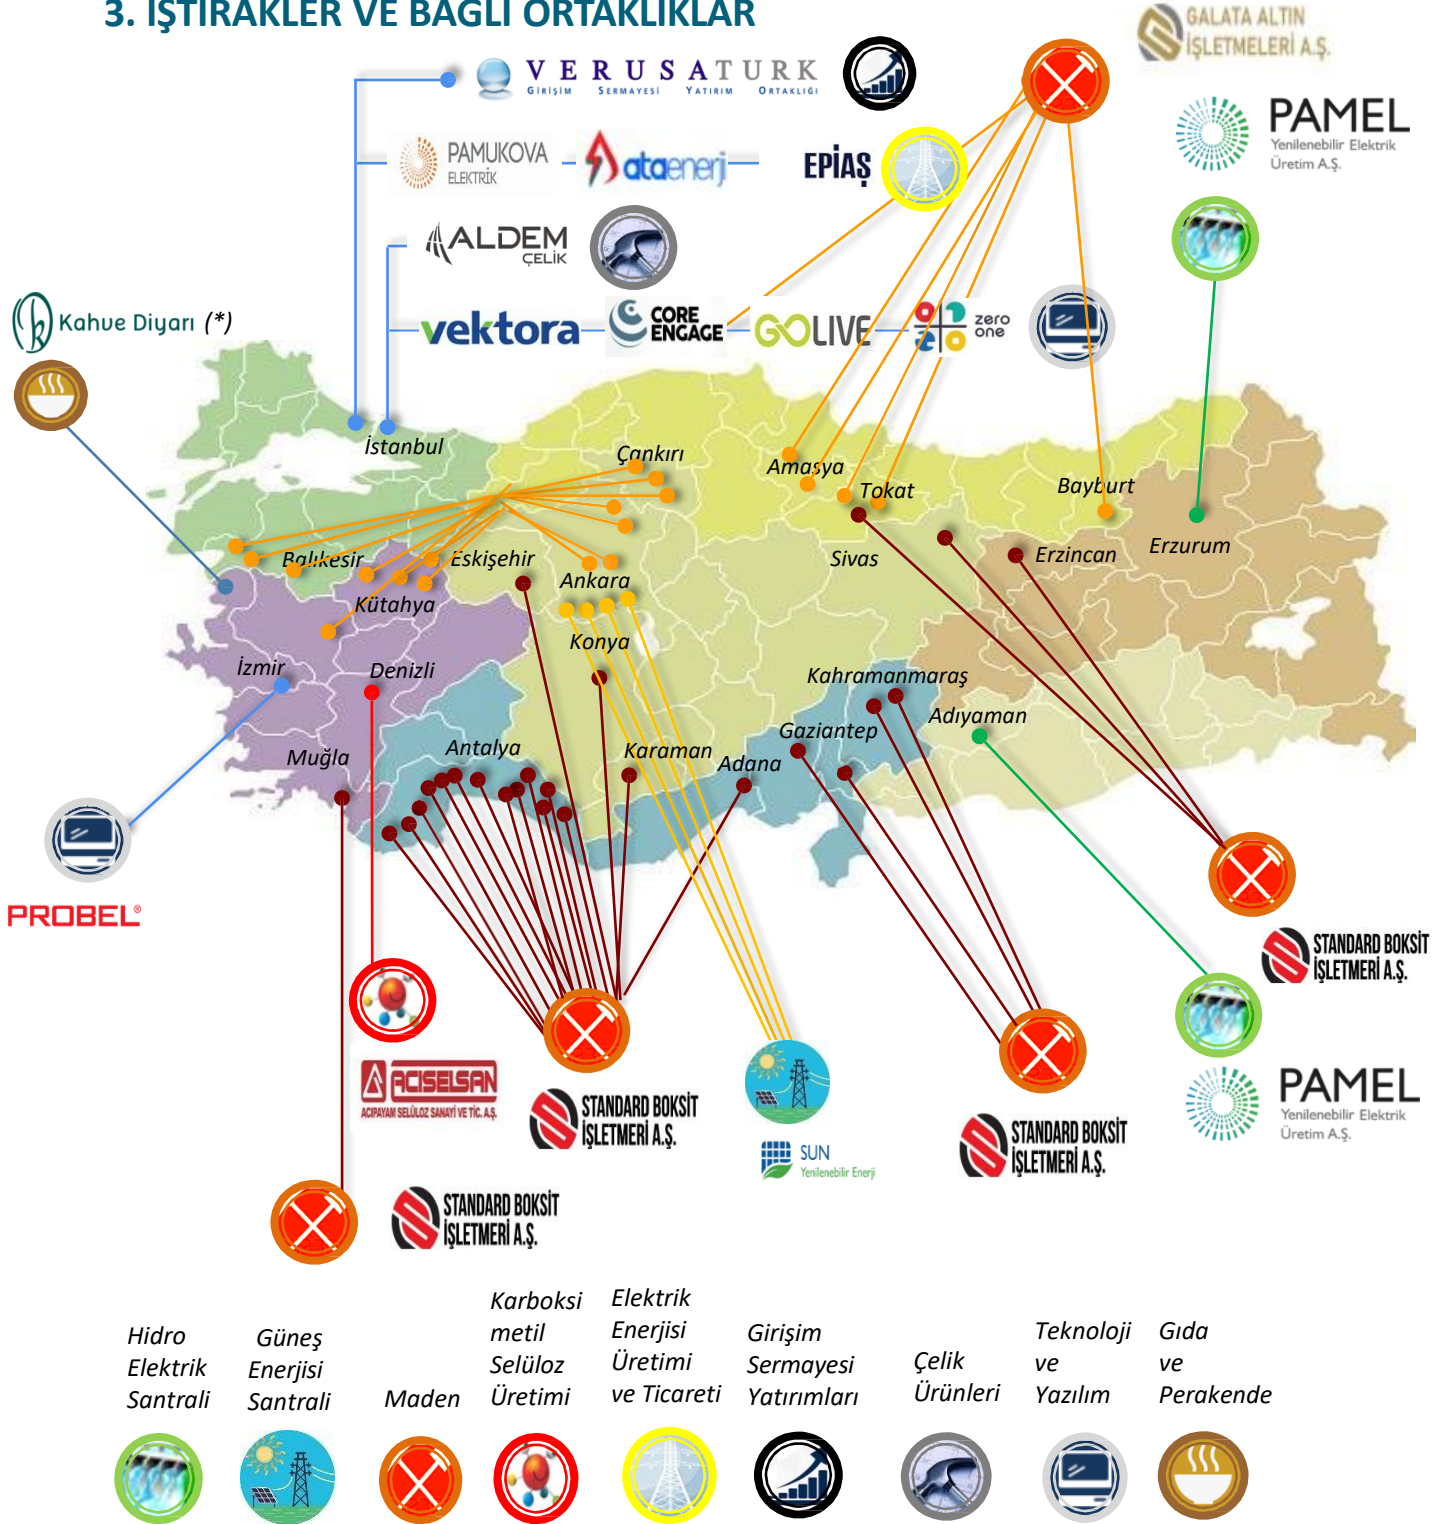 3. İŞTİRAKLER VE BAĞLI ORTAKLIKLAR
GALATA ALTIN
İŞLETMELERİ A.Ş.
VERUSATURK
GİRİŞİM SERMAYESİ YATIRIM ORTAKLIĞI
PAMEL
Yenilenebilir Elektrik
Üretim A.Ş.
PAMUKOVA
ELEKTRİK
ataenerji
EPİAŞ
ALDEM
ÇELİK
Kahve Diyarı (*)
vektora
CORE
ENGAGE
GOLIVE
zero
one
İstanbul
Çankırı
Amasya
Tokat
Bayburt
Balıkesir
Eskişehir
Ankara
Sivas
Erzincan
Erzurum
Kütahya
Konya
İzmir
Denizli
Kahramanmaraş
Adıyaman
Muğla
Antalya
Karaman
Adana
Gaziantep
PROBEL®
STANDARD BOKSİT
İŞLETMERİ A.Ş.
ACISELSAN
ACIPAYAM SELÜLOZ SANAYİ VE TİC. A.Ş.
STANDARD BOKSİT
İŞLETMERİ A.Ş.
SUN
Yenilenebilir Enerji
STANDARD BOKSİT
İŞLETMERİ A.Ş.
PAMEL
Yenilenebilir Elektrik
Üretim A.Ş.
STANDARD BOKSİT
İŞLETMERİ A.Ş.
Hidro
Elektrik
Santrali
Güneş
Enerjisi
Santrali
Maden
Karboksi
metil
Selüloz
Üretimi
Elektrik
Enerjisi
Üretimi
ve Ticareti
Girişim
Sermayesi
Yatırımları
Çelik
Ürünleri
Teknoloji
ve
Yazılım
Gıda
ve
Perakende